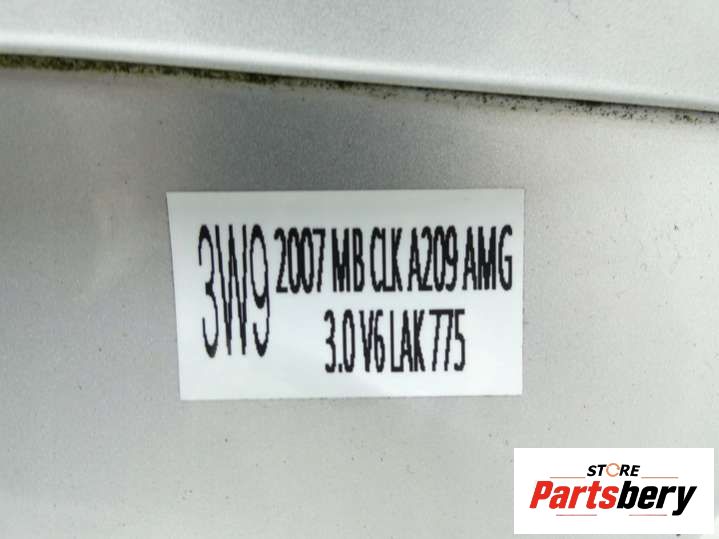 3W9 2007 MB CLK A209 AMG
3.0 V6 LAK 775
STORE
Partsbery